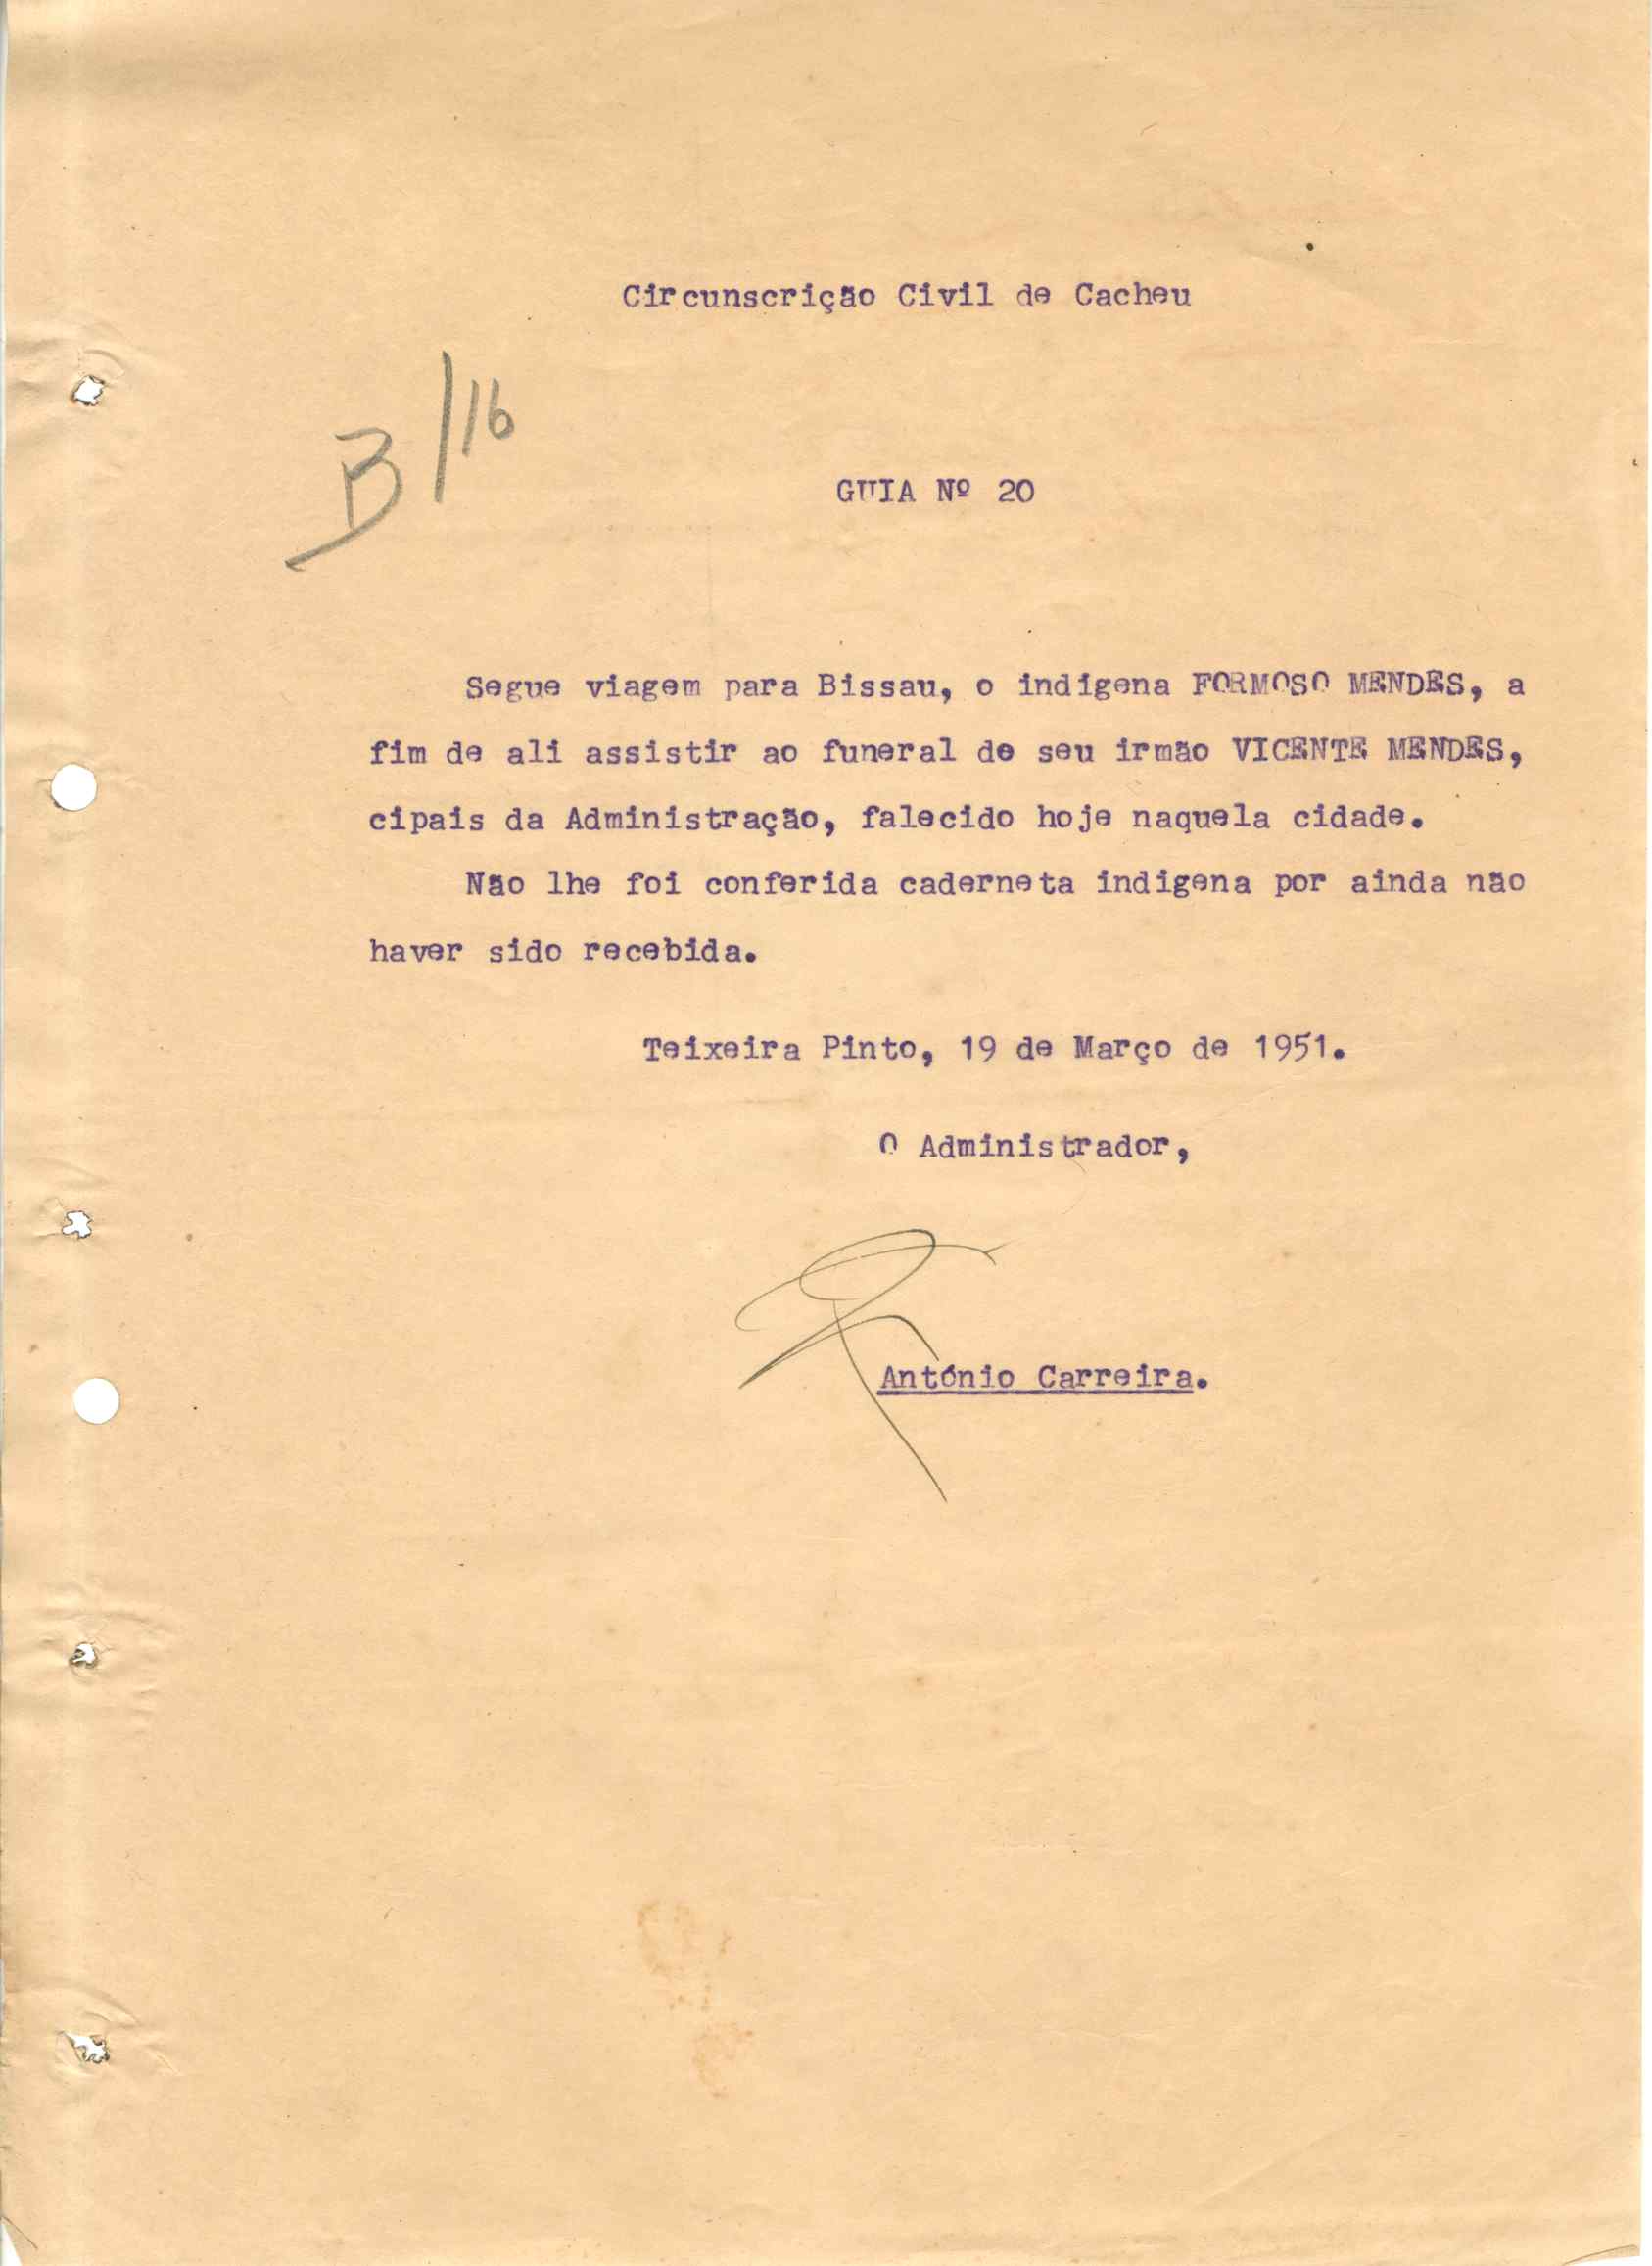 Circunscrição Civil de Cacheu
B/16
GUIA Nº 20
Segue viagem para Bissau, o indigena FORMOSO MENDES, a
fim de ali assistir ao funeral de seu irmão VICENTE MENDES,
cipais da Administração, falecido hoje naquela cidade.
Não lhe foi conferida caderneta indigena por ainda não
haver sido recebida.
Teixeira Pinto, 19 de Março de 1951.
O Administrador,
António Carreira.